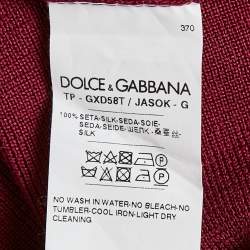 370
DOLCE & GABBANA
TP - GXD58T / JASOK - G
100% SETA-SILK-SEDA-SOIE-
SEDA-SEIDE-ШЕЛК-
SILK
NO WASH IN WATER-NO BLEACH-NO
TUMBLER-COOL IRON-LIGHT DRY
CLEANING